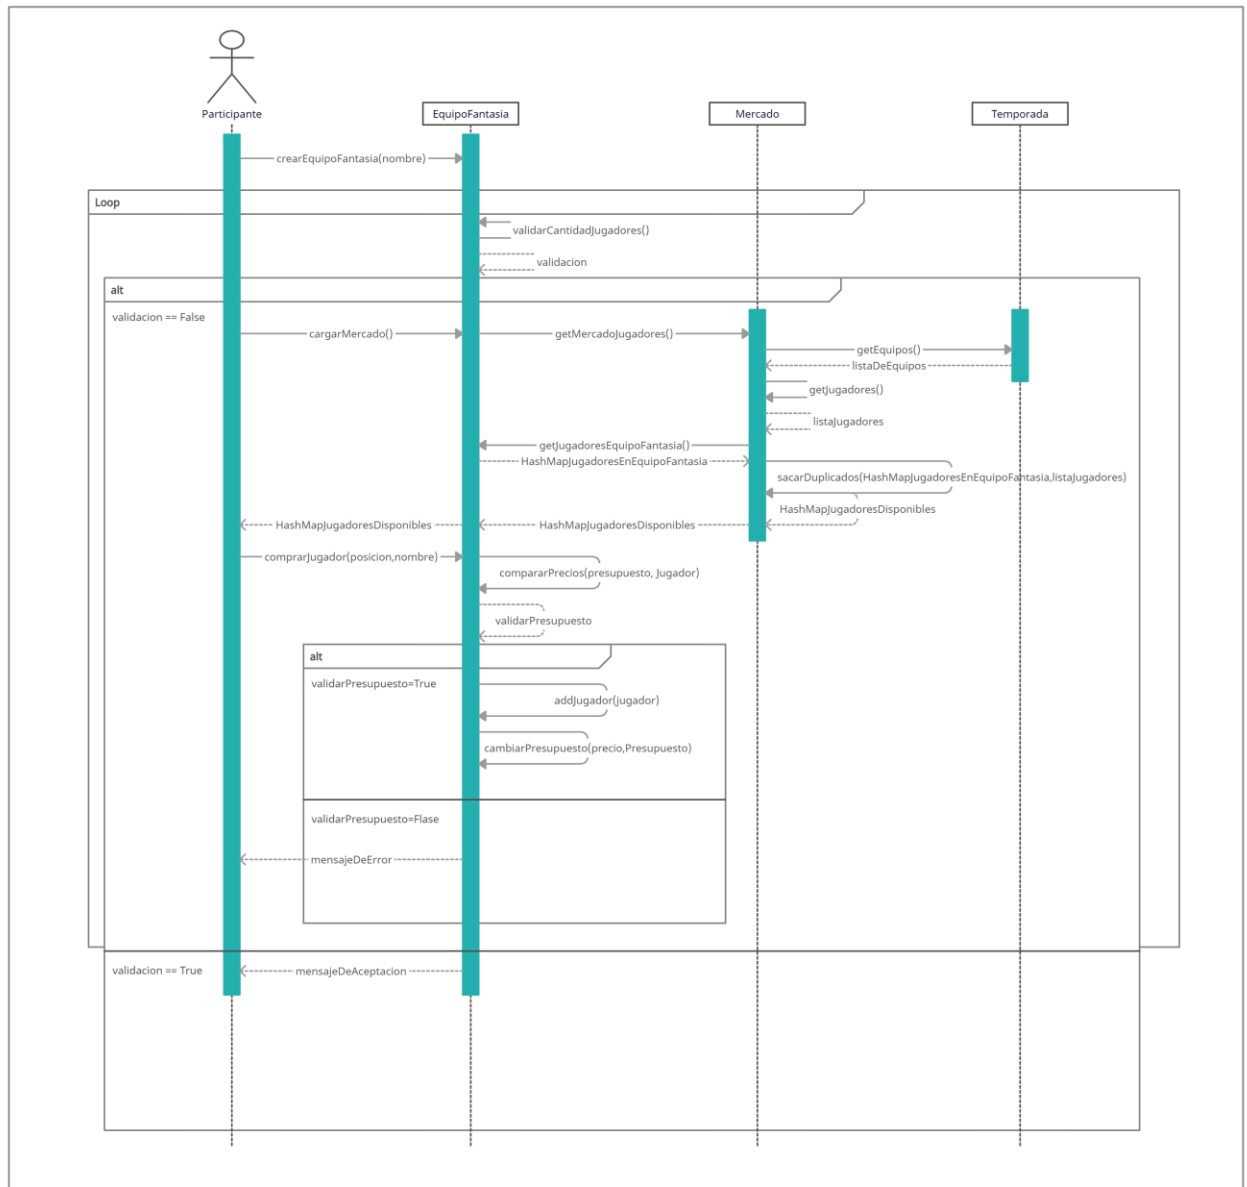 Participante
EquipoFantasia
Mercado
Temporada
crearEquipoFantasia(nombre)
Loop
validarCantidadJugadores()
validacion
alt
validacion == False
cargarMercado()
getMercadoJugadores()
getEquipos()
listaDeEquipos
getJugadores()
listaJugadores
getJugadoresEquipoFantasia()
HashMapJugadoresEnEquipoFantasia
sacarDuplicados(HashMapJugadoresEnEquipoFantasia,listaJugadores)
HashMapJugadoresDisponibles
HashMapJugadoresDisponibles
HashMapJugadoresDisponibles
comprarJugador(posicion,nombre)
compararPrecios(presupuesto, Jugador)
validarPresupuesto
alt
validarPresupuesto=True
addJugador(jugador)
cambiarPresupuesto(precio,Presupuesto)
validarPresupuesto=Flase
mensajeDeError
validacion == True
mensajeDeAceptacion